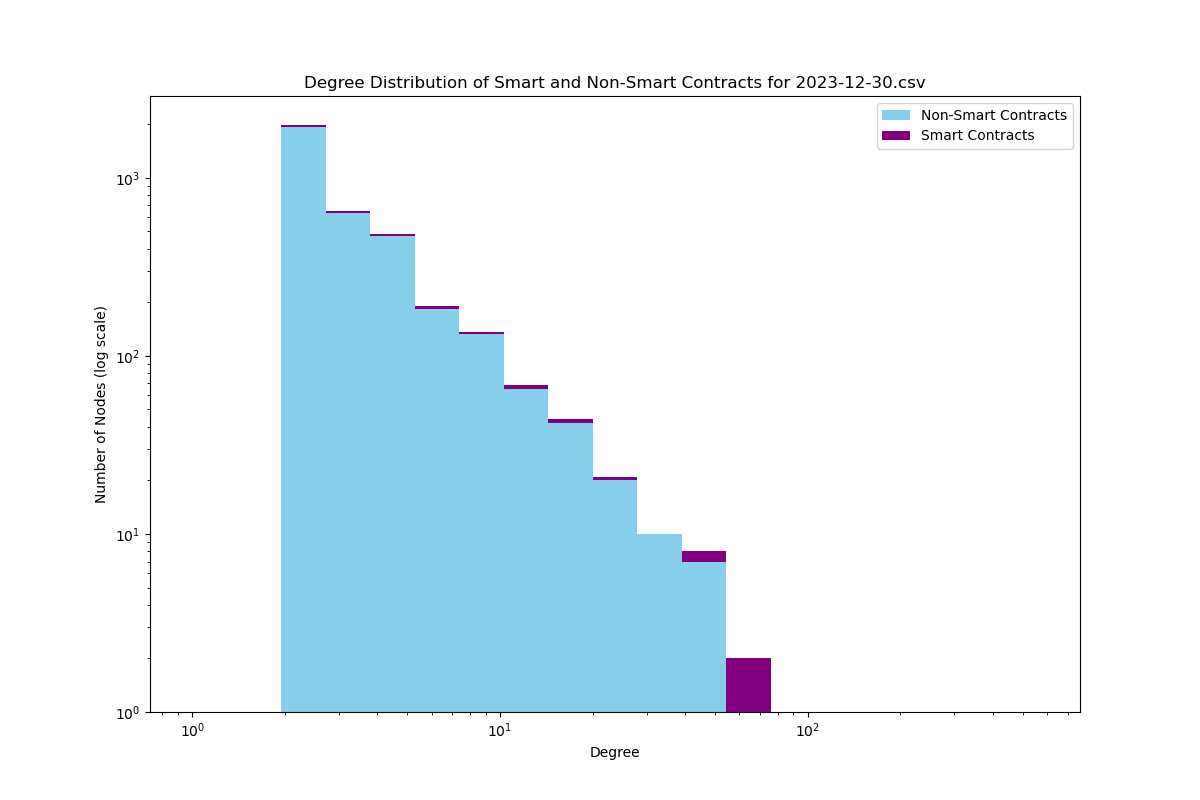 Degree Distribution of Smart and Non-Smart Contracts for 2023-12-30.csv
Non-Smart Contracts
Smart Contracts
Number of Nodes (log scale)
10³
10²
10¹
10⁰
10⁰ 10¹ 10²
Degree